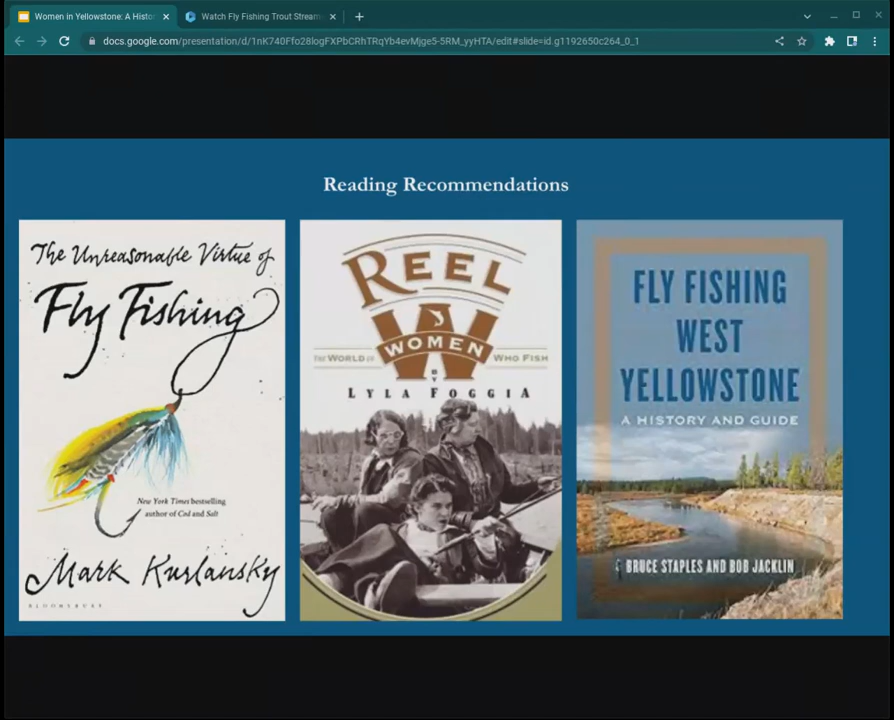 Women in Yellowstone: A Histo
Watch Fly Fishing Trout Stream
docs.google.com/presentation/d/1nK740Ffo28logFXPbCRhTRqYb4evMjge5-5RM_yyHTA/edit#slide=id.g1192650c264_0_1
Reading Recommendations
The Unreasonable Virtue of
Fly Fishing
New York Times bestselling
author of Cod and Salt
Mark Kurlansky
BLOOMSBURY
REEL
WOMEN
THE WORLD OF
WHO FISH
BY
LYLA FOGGIA
FLY FISHING
WEST
YELLOWSTONE
A HISTORY AND GUIDE
BRUCE STAPLES AND BOB JACKLIN